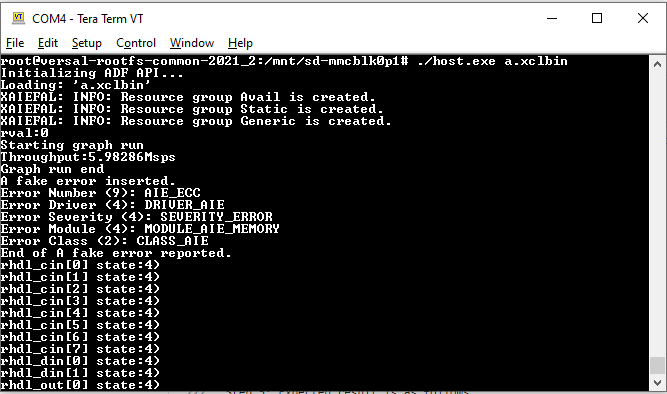 COM4 - Tera Term VT
File Edit Setup Control Window Help
root@versal-rootfs-common-2021_2:/mnt/sd-mmcblk0p1# ./host.exe a.xclbin
Initializing ADF API...
Loading: 'a.xclbin'
XAIEFAL: INFO: Resource group Avail is created.
XAIEFAL: INFO: Resource group Static is created.
XAIEFAL: INFO: Resource group Generic is created.
rval:0
Starting graph run
Throughput:5.98286Msps
Graph run end
A fake error inserted.
Error Number (9): AIE_ECC
Error Driver (4): DRIVER_AIE
Error Severity (4): SEVERITY_ERROR
Error Module (4): MODULE_AIE_MEMORY
Error Class (2): CLASS_AIE
End of A fake error reported.
rhdl_cin[0] state:4)
rhdl_cin[1] state:4)
rhdl_cin[2] state:4)
rhdl_cin[3] state:4)
rhdl_cin[4] state:4)
rhdl_cin[5] state:4)
rhdl_cin[6] state:4)
rhdl_cin[7] state:4)
rhdl_din[0] state:4)
rhdl_din[1] state:4)
rhdl_out[0] state:4)